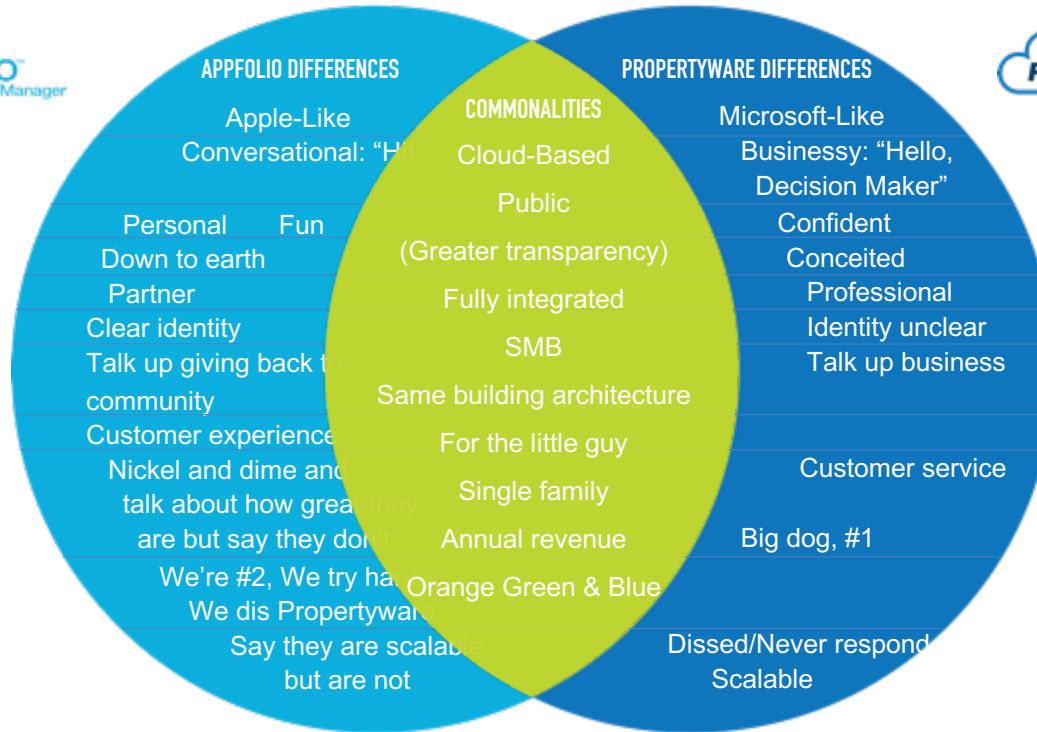 O™
Manager
APPFOLIO DIFFERENCES
Apple-Like
Conversational: “Hi!”
Personal Fun
Down to earth
Partner
Clear identity
Talk up giving back to
community
Customer experience
Nickel and dime and
talk about how great they
are but say they don't
We’re #2, We try harder
We dis Propertyware
Say they are scalable
but are not
COMMONALITIES
Cloud-Based
Public
(Greater transparency)
Fully integrated
SMB
Same building architecture
For the little guy
Single family
Annual revenue
Orange Green & Blue
PROPERTYWARE DIFFERENCES
Microsoft-Like
Businessy: “Hello,
Decision Maker”
Confident
Conceited
Professional
Identity unclear
Talk up business
Customer service
Big dog, #1
Dissed/Never respond
Scalable